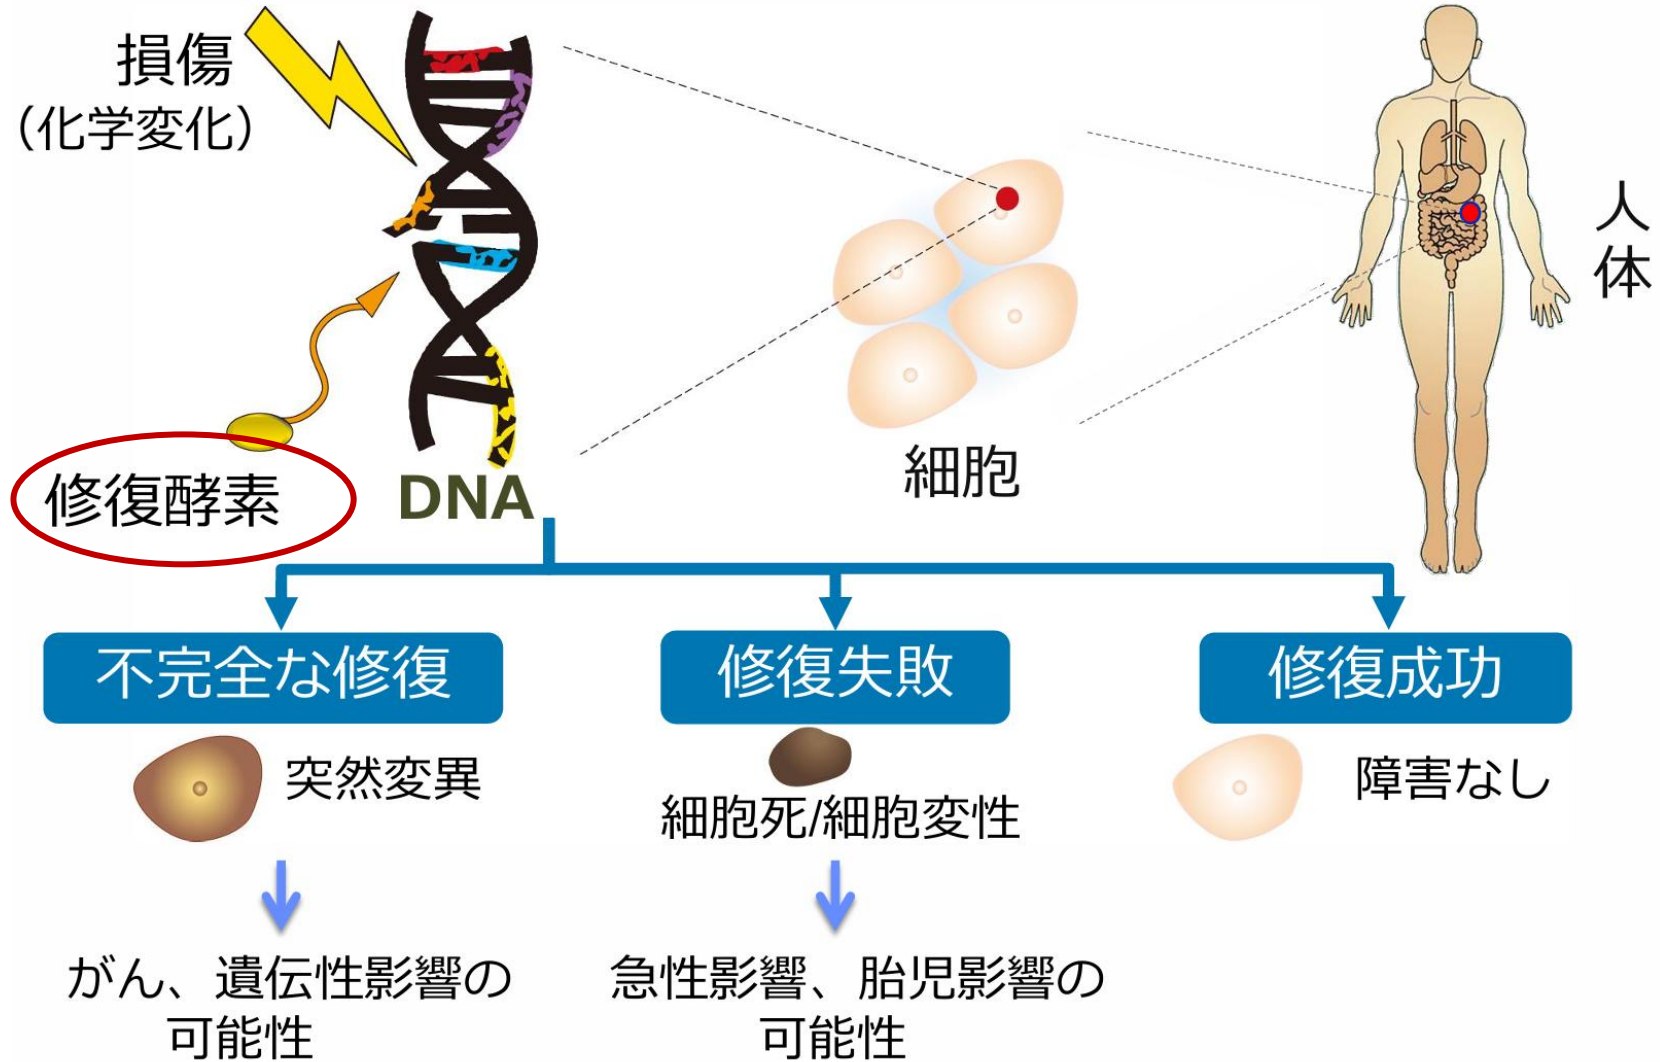 損傷
（化学変化）
人
体
細胞
修復酵素
DNA
不完全な修復
修復失敗
修復成功
突然変異
細胞死/細胞変性
障害なし
がん、遺伝性影響の
可能性
急性影響、胎児影響の
可能性